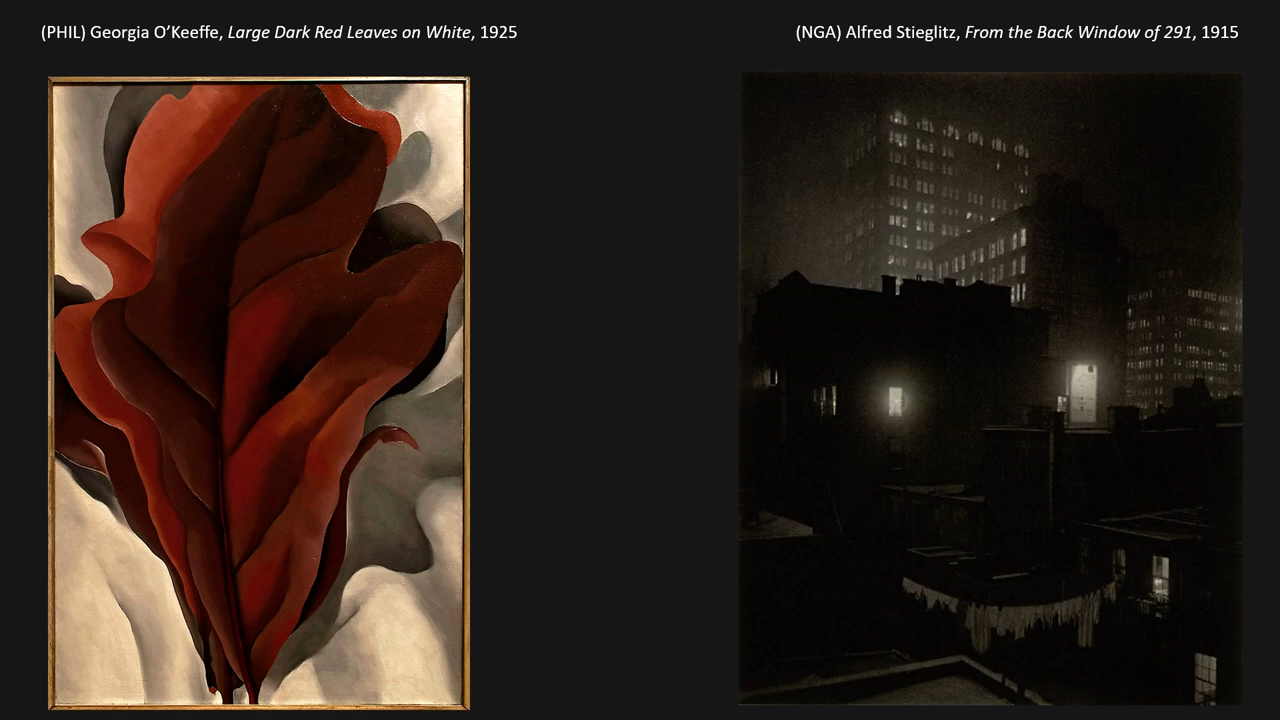 (PHIL) Georgia O’Keeffe, Large Dark Red Leaves on White, 1925
(NGA) Alfred Stieglitz, From the Back Window of 291, 1915